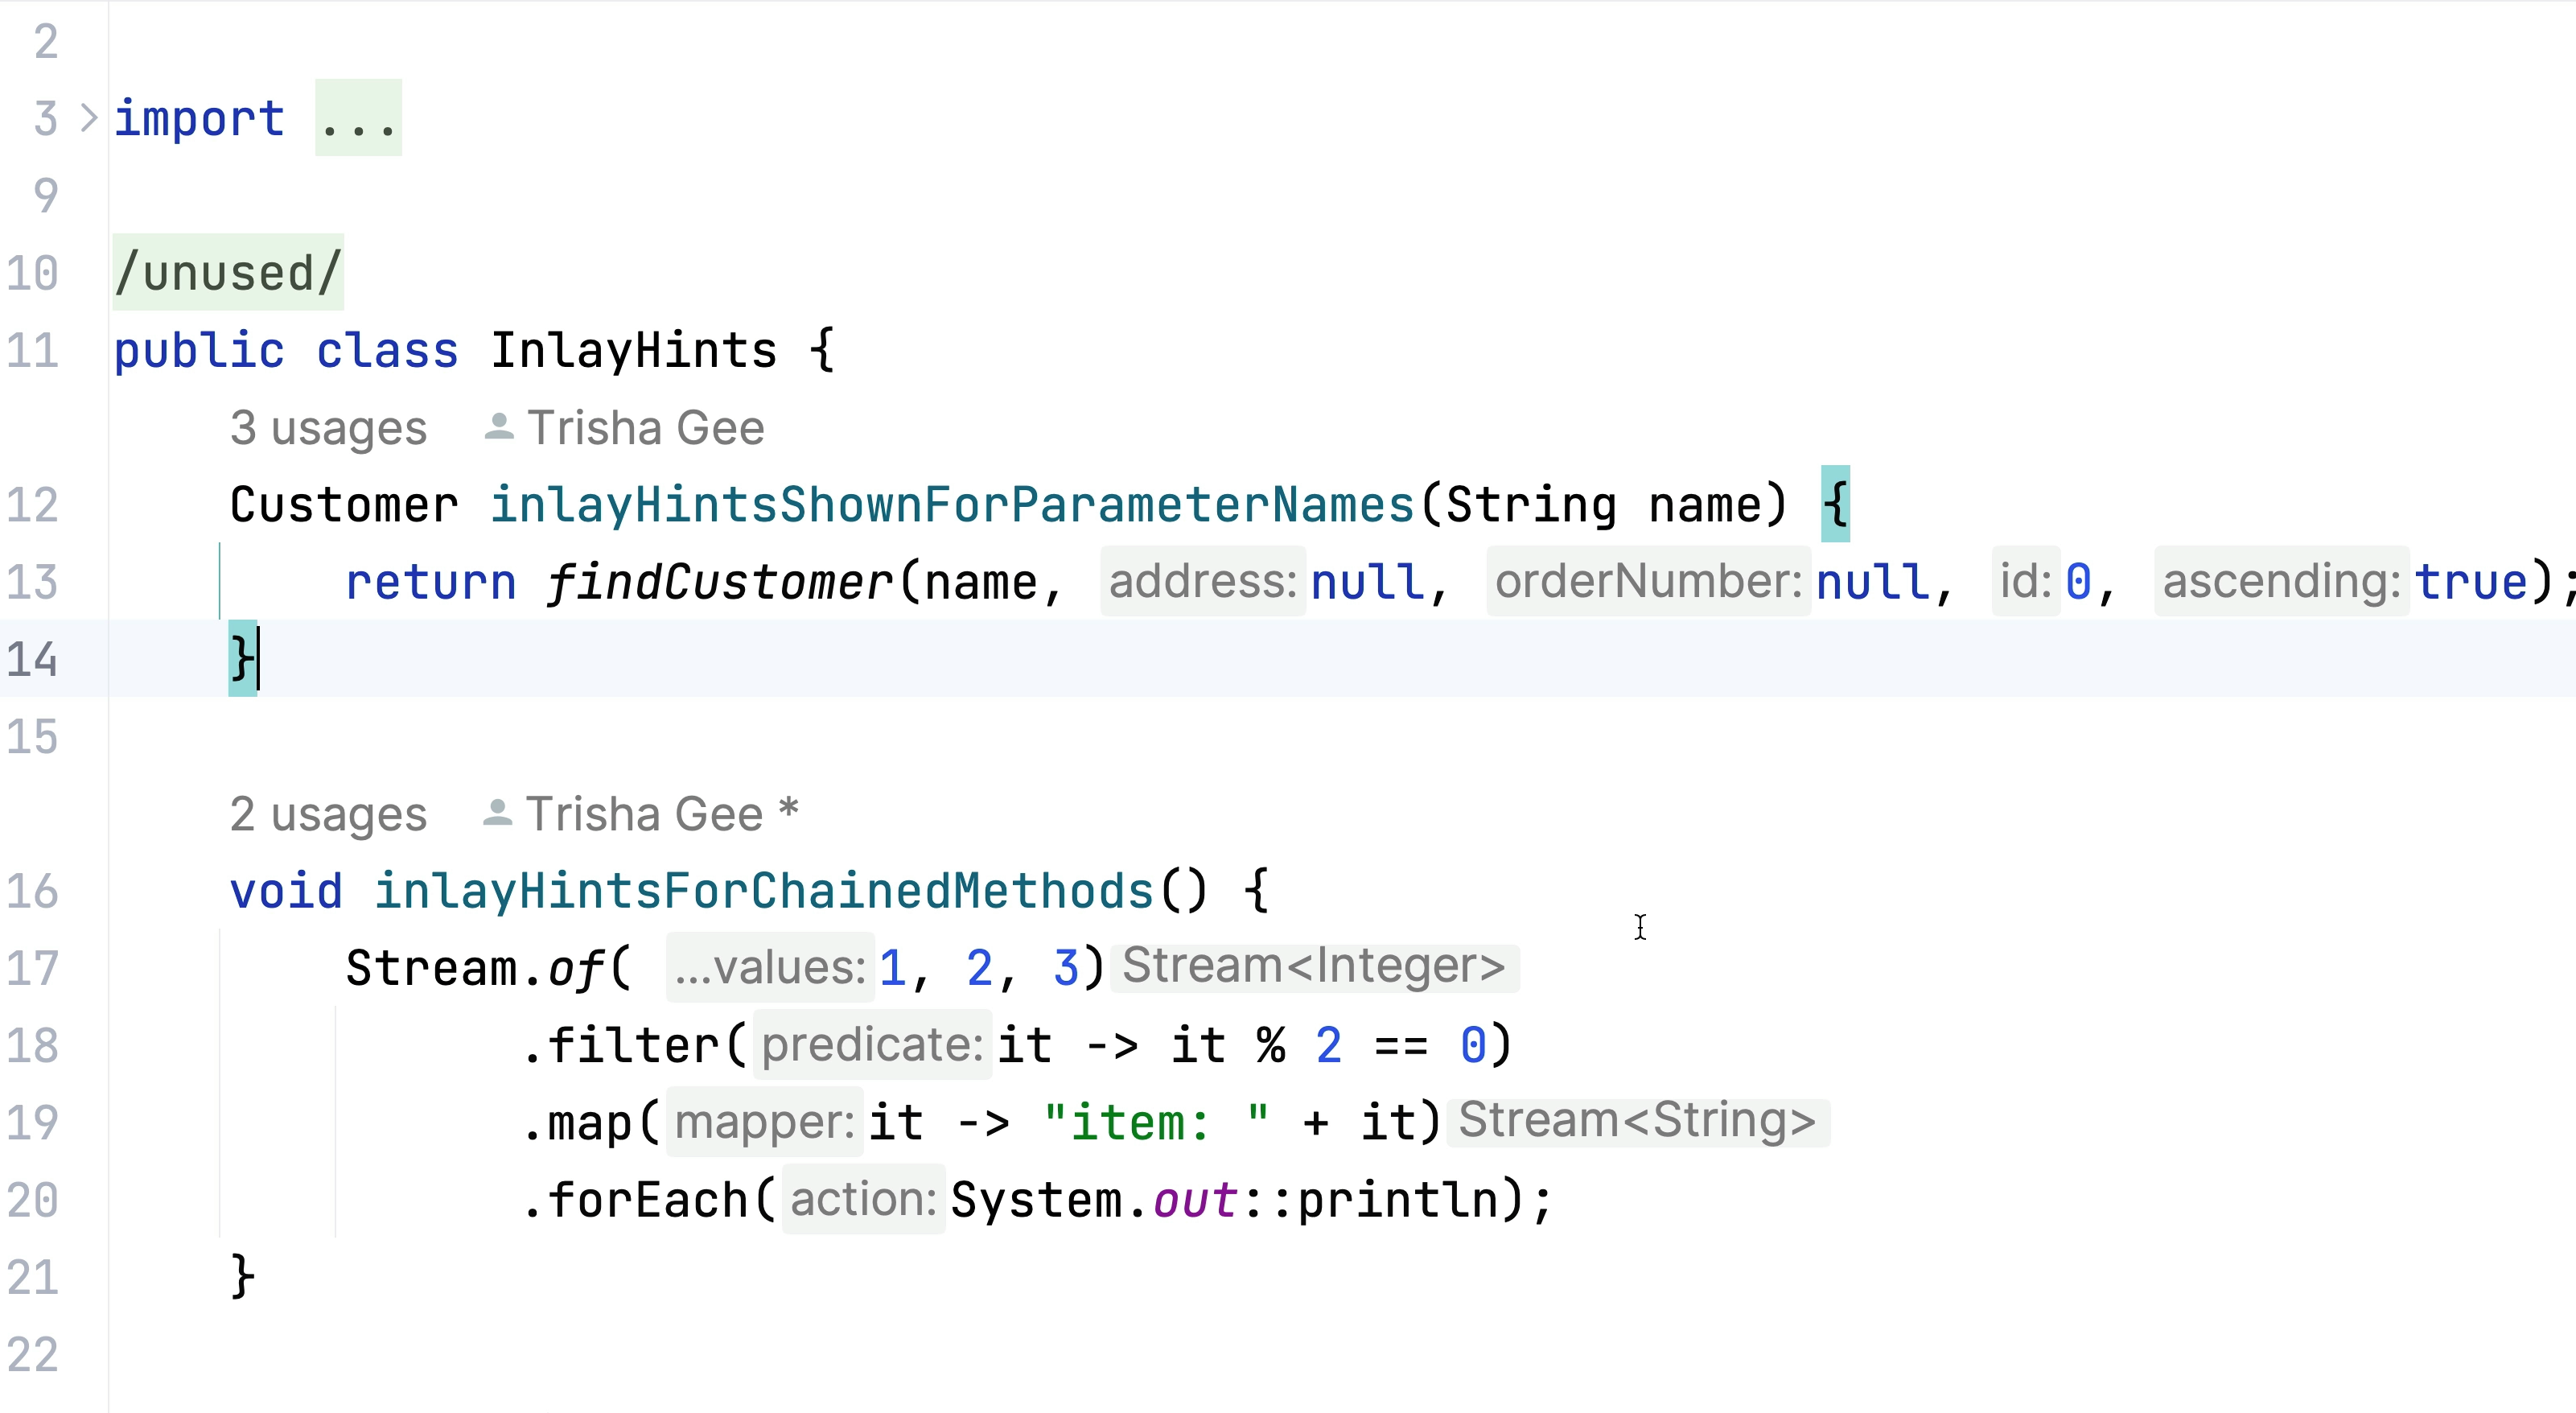 2
3 import ...
9
10 /unused/
11 public class InlayHints {
3 usages Trisha Gee
12 Customer inlayHintsShownForParameterNames(String name) {
13 return findCustomer(name, address: null, orderNumber: null, id: 0, ascending: true);
14 }
15
2 usages Trisha Gee *
16 void inlayHintsForChainedMethods() {
17 Stream.of( ...values: 1, 2, 3) Stream<Integer>
18 .filter( predicate: it -> it % 2 == 0)
19 .map( mapper: it -> "item: " + it) Stream<String>
20 .forEach( action: System.out::println);
21 }
22